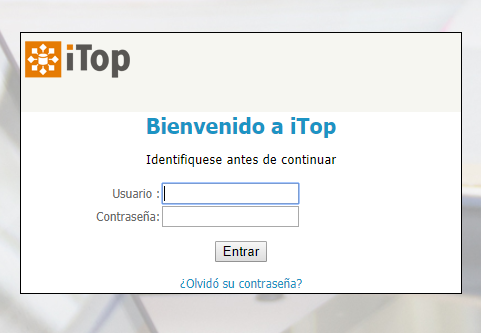 iTop
Bienvenido a iTop
Identifiquese antes de continuar
Usuario :
Contraseña:
Entrar
¿Olvidó su contraseña?